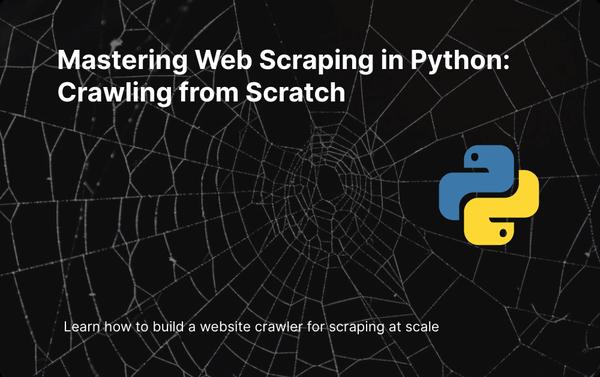 Mastering Web Scraping in Python:
Crawling from Scratch
Learn how to build a website crawler for scraping at scale